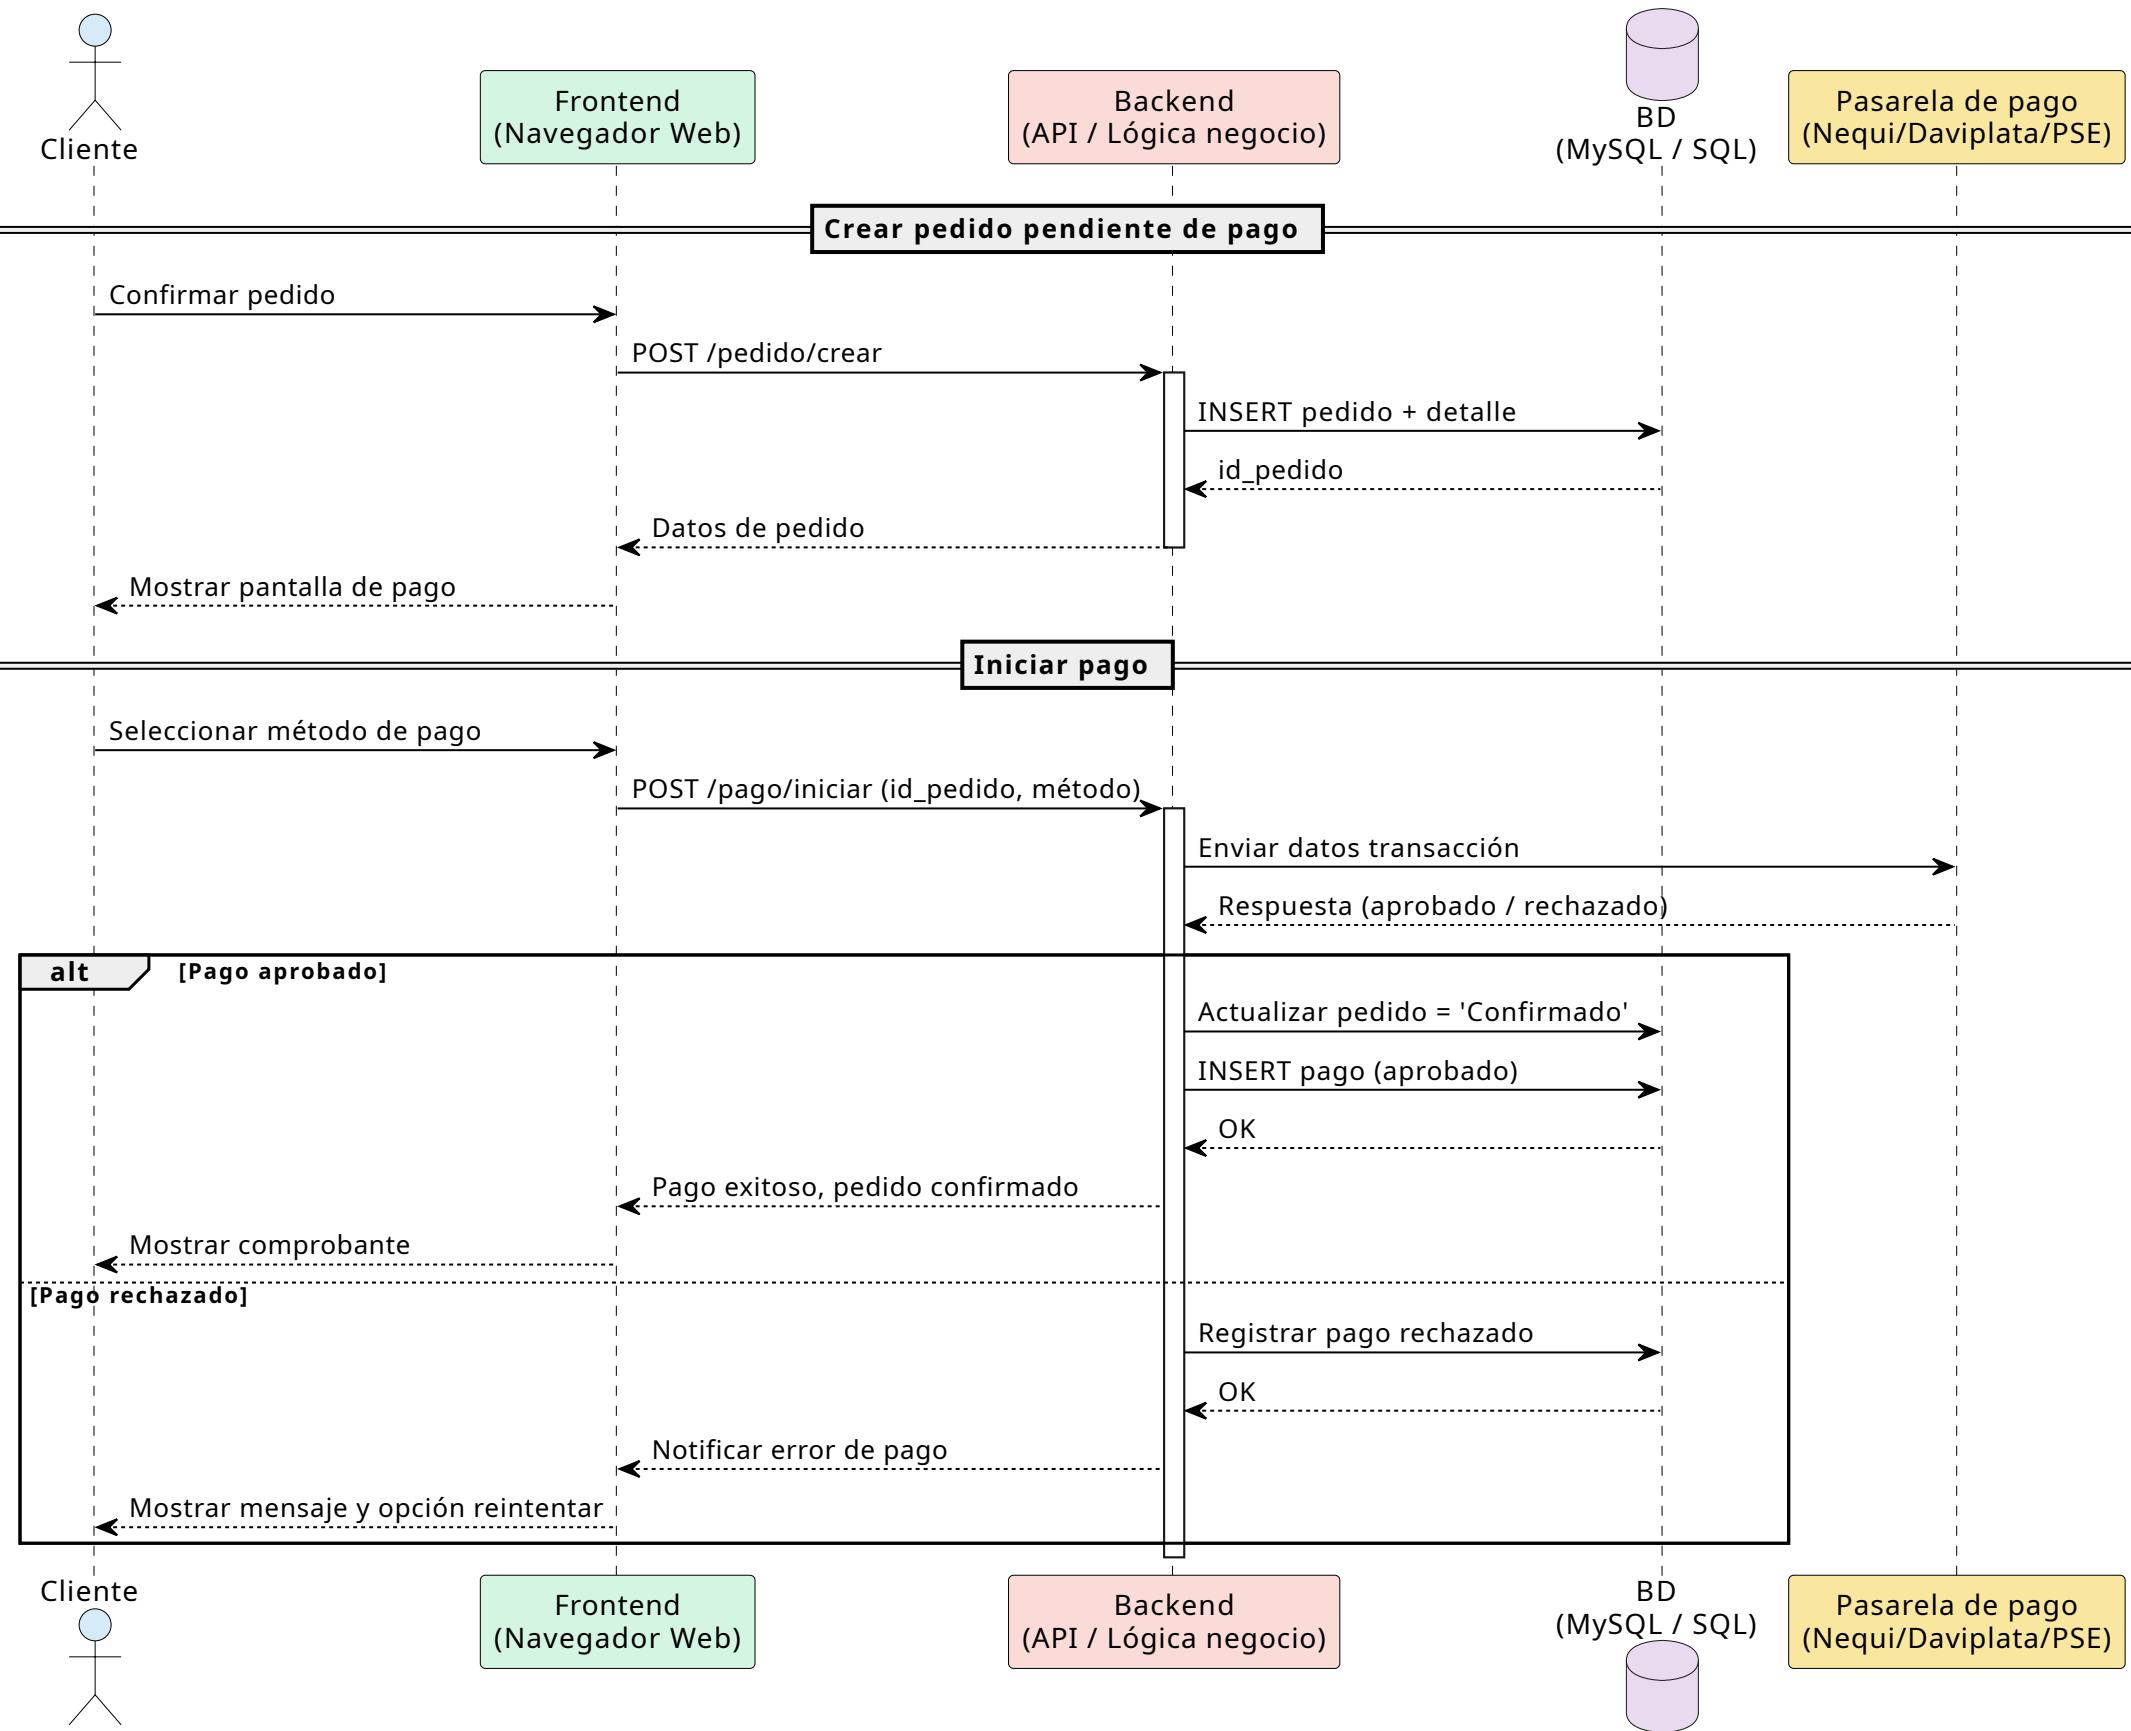 Cliente
Frontend
(Navegador Web)
Backend
(API / Lógica negocio)
BD
(MySQL / SQL)
Pasarela de pago
(Nequi/Daviplata/PSE)
Crear pedido pendiente de pago
Confirmar pedido
POST /pedido/crear
INSERT pedido + detalle
id_pedido
Datos de pedido
Mostrar pantalla de pago
Iniciar pago
Seleccionar método de pago
POST /pago/iniciar (id_pedido, método)
Enviar datos transacción
Respuesta (aprobado / rechazado)
alt [Pago aprobado]
Actualizar pedido = 'Confirmado'
INSERT pago (aprobado)
OK
Pago exitoso, pedido confirmado
Mostrar comprobante
[Pago rechazado]
Registrar pago rechazado
OK
Notificar error de pago
Mostrar mensaje y opción reintentar
Cliente
Frontend
(Navegador Web)
Backend
(API / Lógica negocio)
BD
(MySQL / SQL)
Pasarela de pago
(Nequi/Daviplata/PSE)